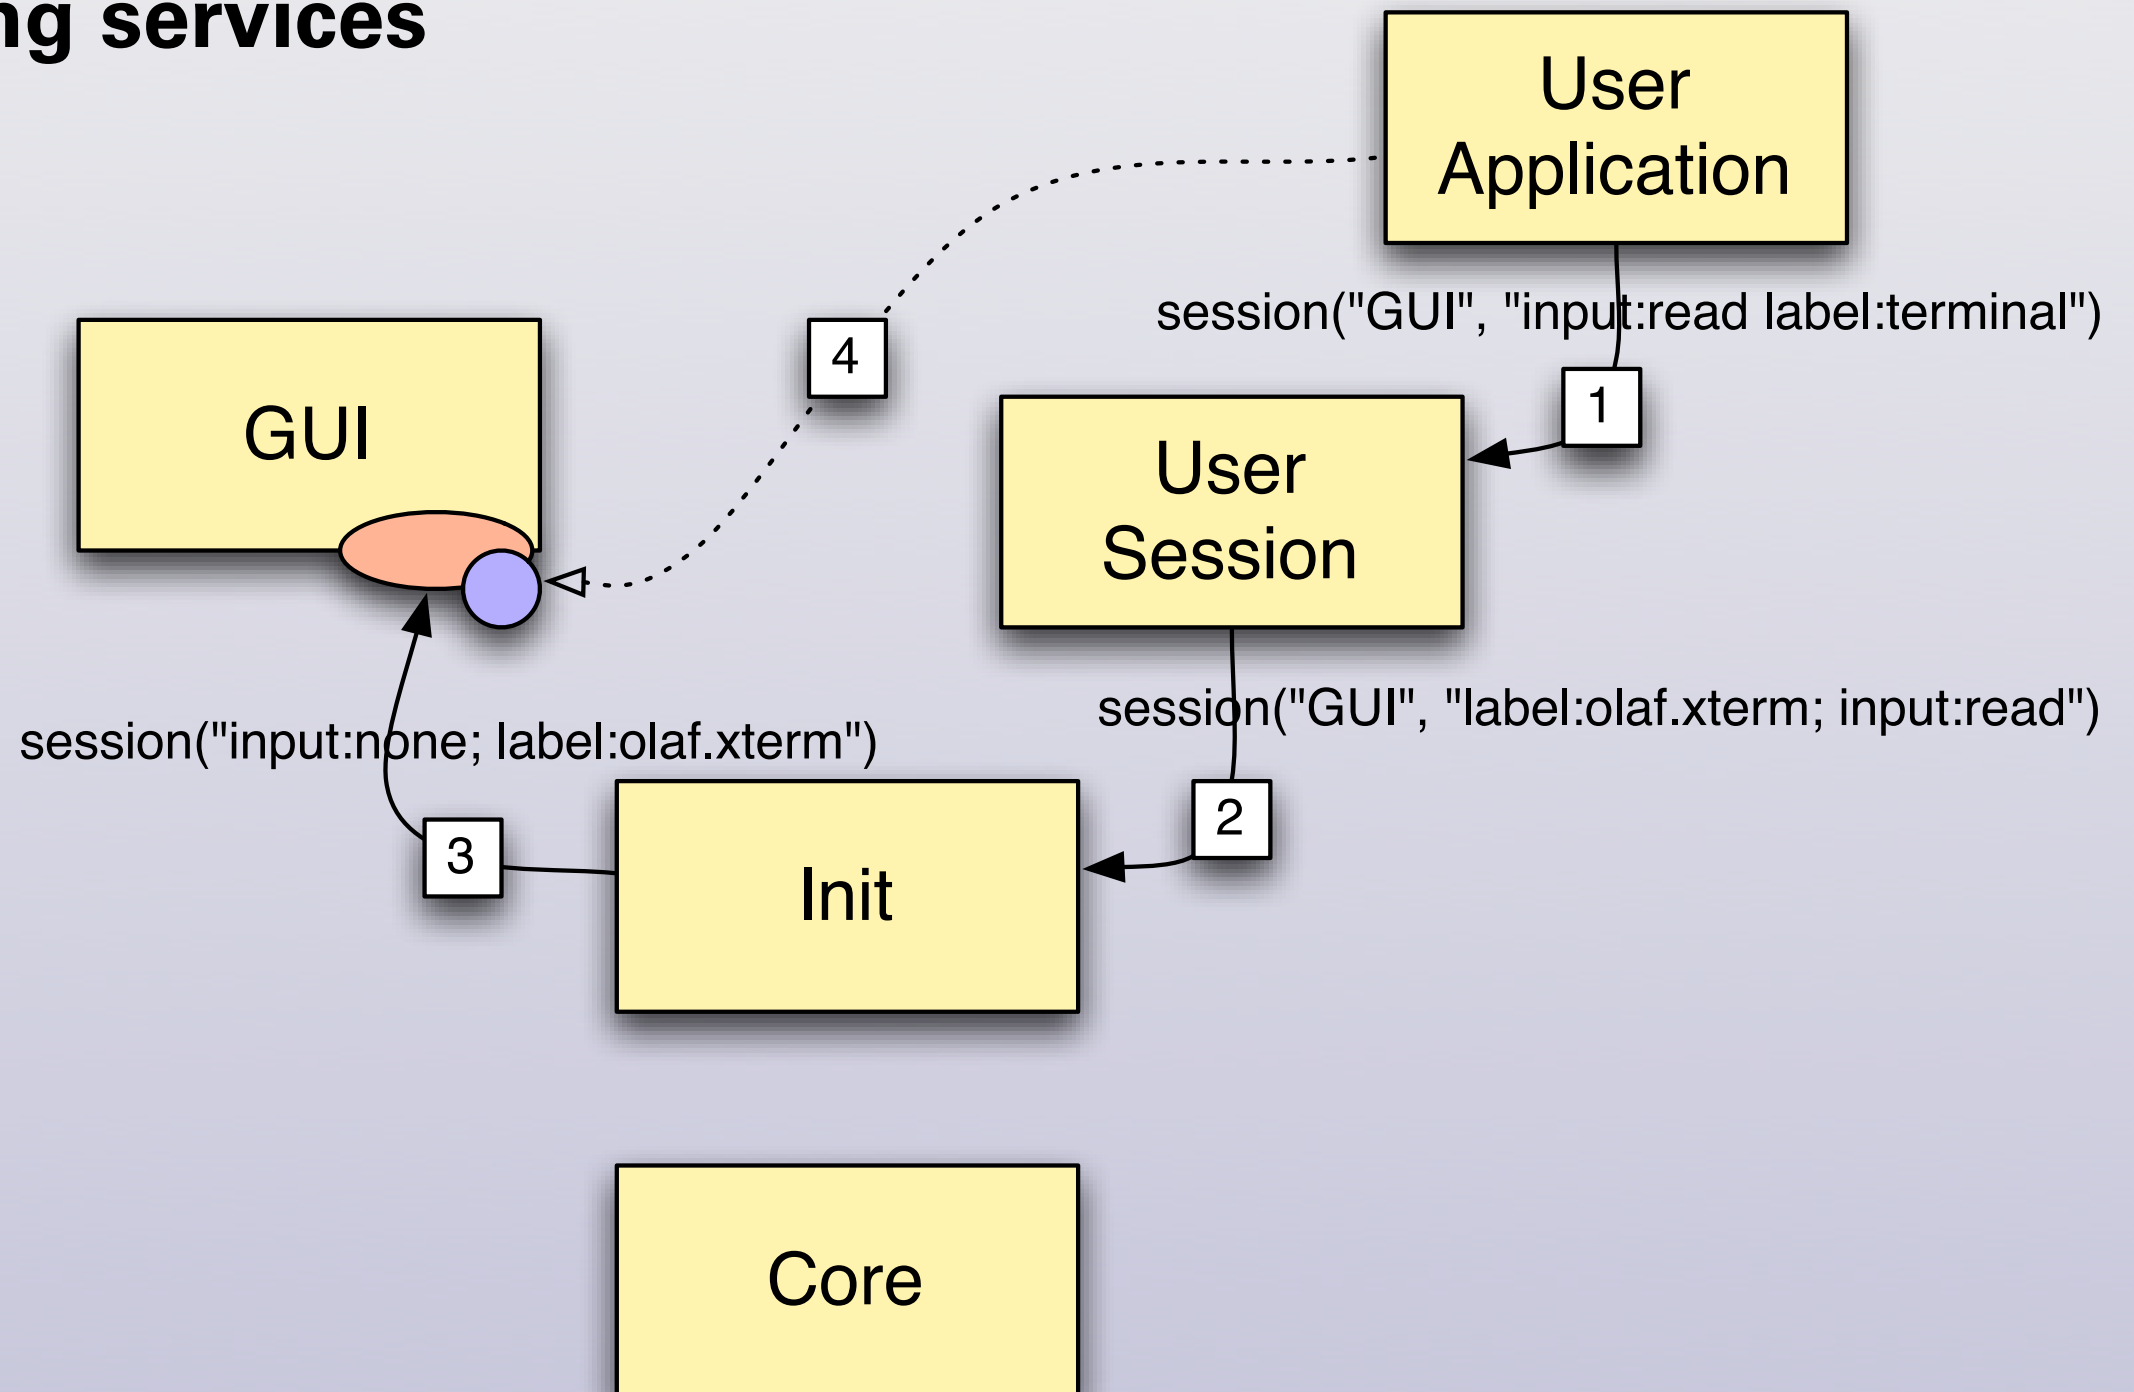 ng services
User
Application
session("GUI", "input:read label:terminal")
4
1
GUI
User
Session
session("GUI", "label:olaf.xterm; input:read")
session("input:none; label:olaf.xterm")
2
3
Init
Core